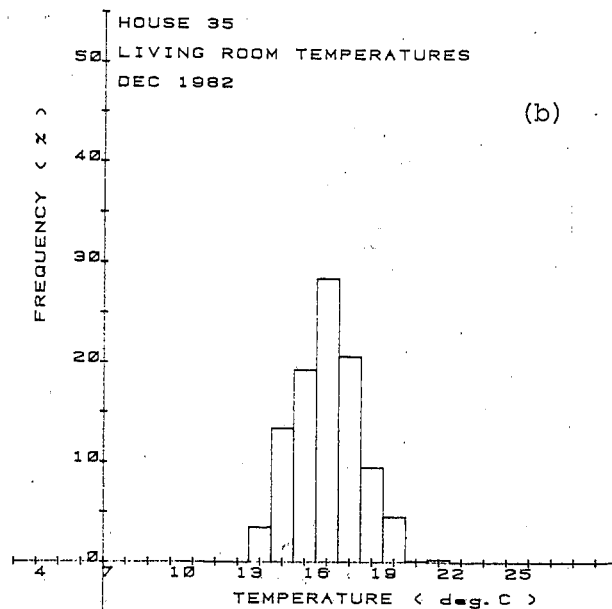 HOUSE 35
LIVING ROOM TEMPERATURES
DEC 1982
(b)
FREQUENCY ( % )
50
40
30
20
10
0
4 7 10 13 16 19 22 25
TEMPERATURE ( deg.C )